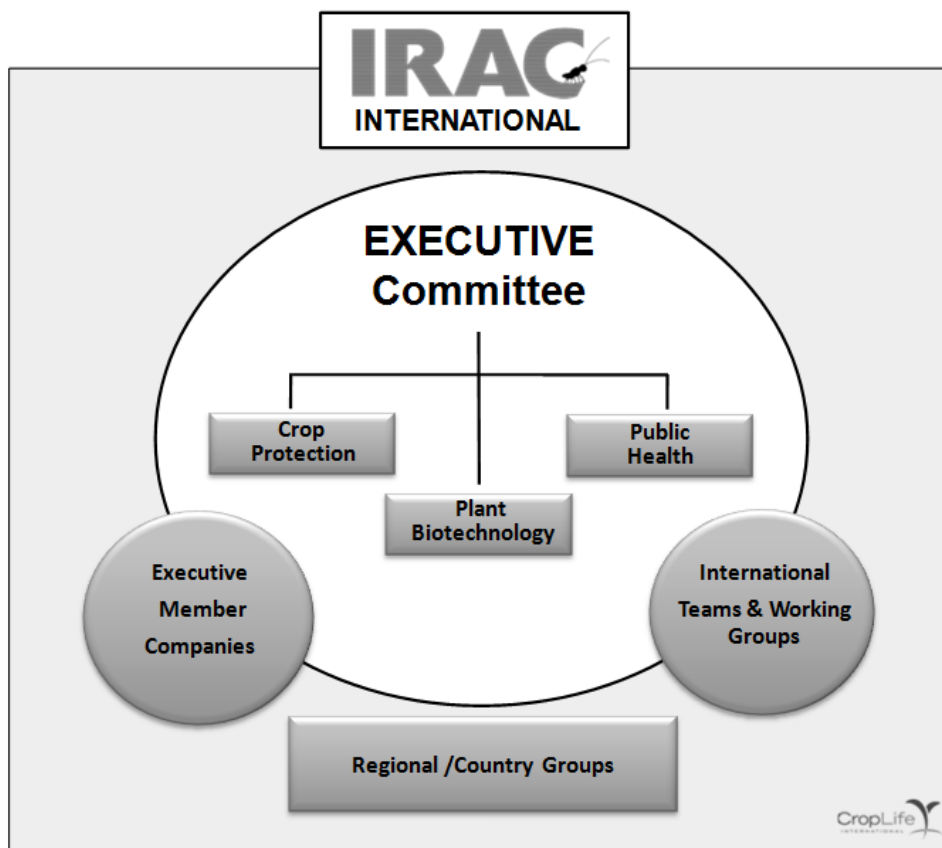 IRAC
INTERNATIONAL
EXECUTIVE
Committee
Crop
Protection
Public
Health
Plant
Biotechnology
Executive
Member
Companies
International
Teams & Working
Groups
Regional /Country Groups
CropLife
INTERNATIONAL